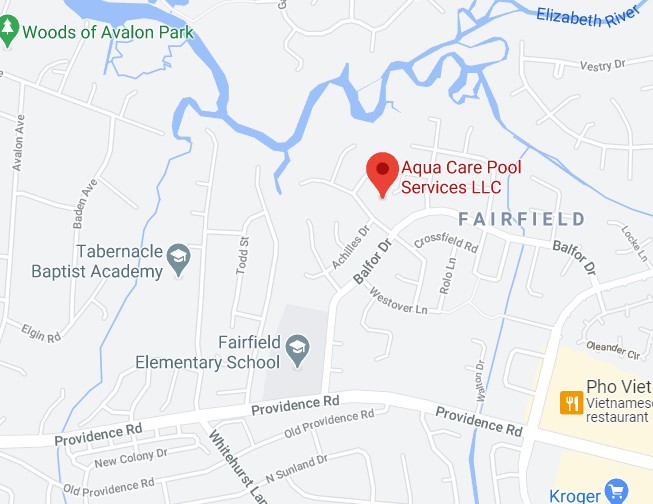 Elizabeth River
Woods of Avalon Park
Vestry Dr
Avalon Ave
Baden Ave
Aqua Care Pool
Services LLC
FAIRFIELD
Achilles Dr
Balfor Dr
Crossfield Rd
Balfor Dr
Locke Ln
Todd St
Tabernacle
Baptist Academy
Rolo Ln
Westover Ln
Elgin Rd
Fairfield
Elementary School
Oleander Cir
Walton Dr
Pho Viet
Vietnamese
restaurant
Providence Rd
Old Providence Rd
Providence Rd
Providence Rd
Whitehurst Lan
New Colony Dr
N Sunland Dr
Old Providence Rd
Kroger